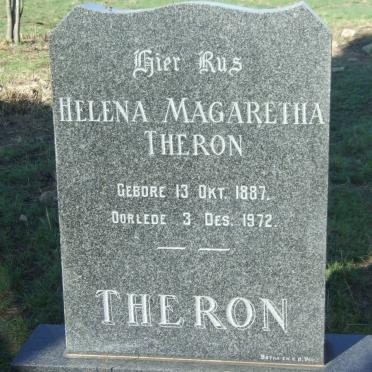 Hier Rus
HELENA MAGARETHA
THERON
GEBORE 13 OKT. 1887.
OORLEDE 3 DES. 1972.
THERON